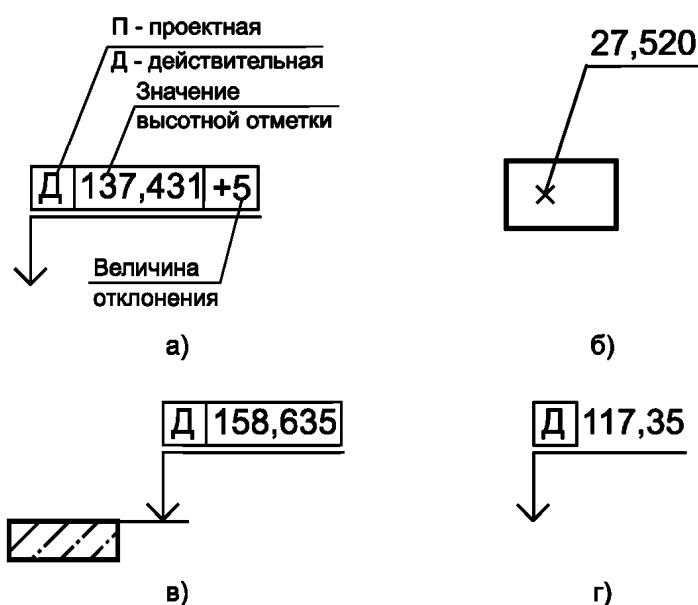 П - проектная
Д - действительная
Значение
высотной отметки
Д 137,431 +5
Величина
отклонения
а)
27,520
б)
Д 158,635
в)
Д 117,35
г)